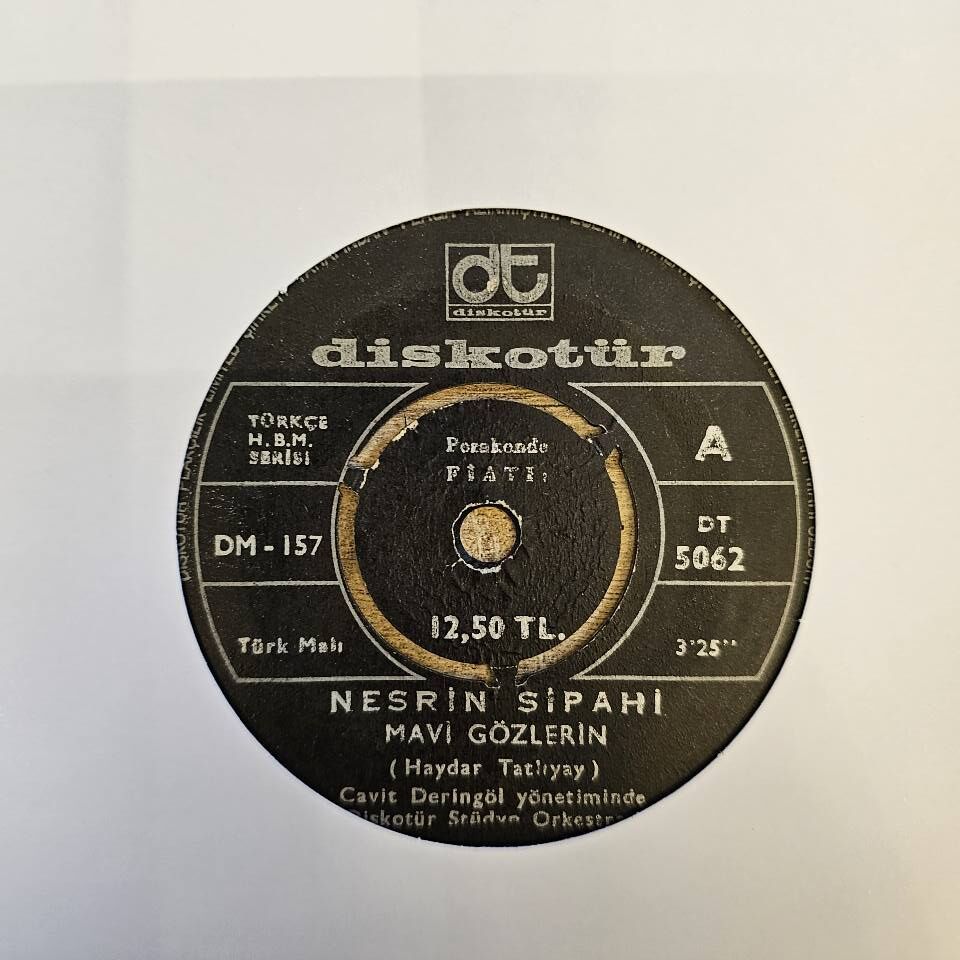 dt
diskotür
diskotür
TÜRKÇE
H.B.M.
SERİSİ
Perakende
FİATI:
A
DM - 157
DT
5062
12,50 TL.
Türk Malı
3'25''
NESRİN SİPAHİ
MAVİ GÖZLERİN
(Haydar Tatlıyay)
Cavit Deringöl yönetiminde
Stüdyo